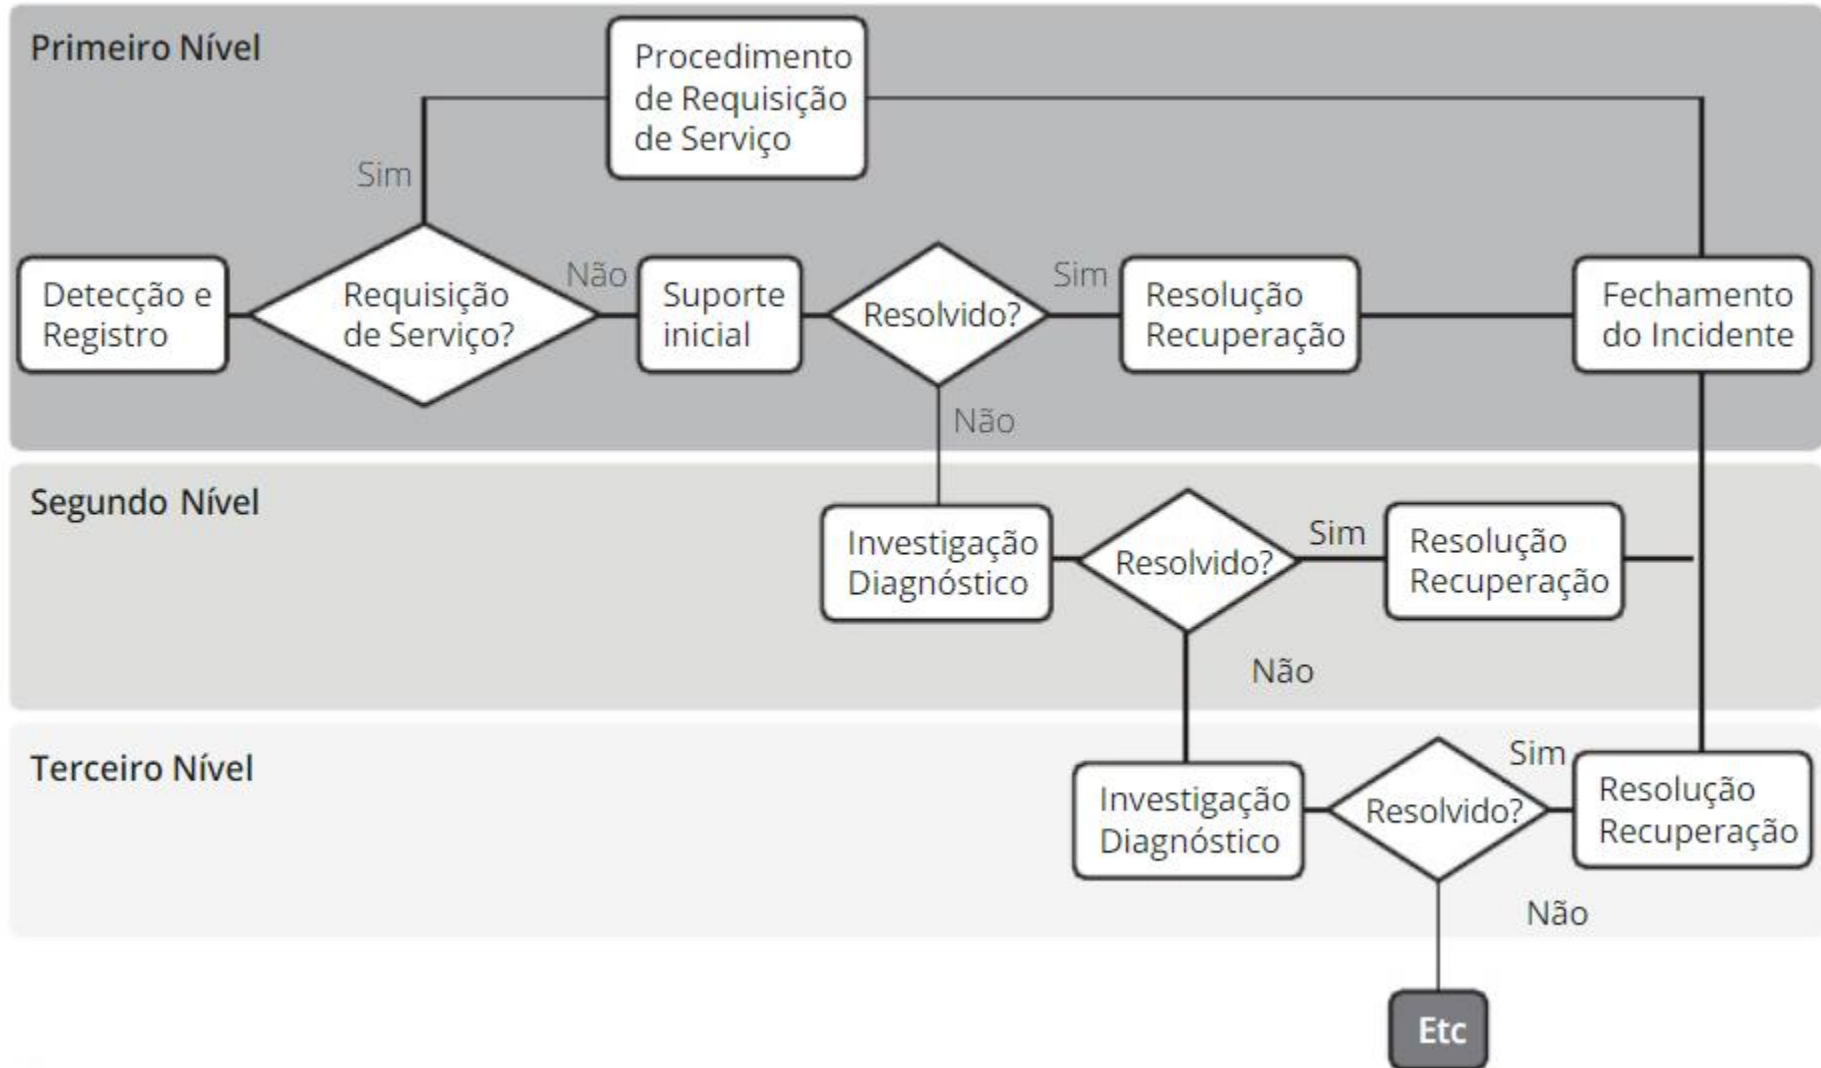 Primeiro Nível
Procedimento
de Requisição
de Serviço
Sim
Detecção e
Registro
Requisição
de Serviço?
Não
Suporte
inicial
Resolvido?
Sim
Resolução
Recuperação
Fechamento
do Incidente
Não
Segundo Nível
Investigação
Diagnóstico
Resolvido?
Sim
Resolução
Recuperação
Não
Terceiro Nível
Investigação
Diagnóstico
Resolvido?
Sim
Resolução
Recuperação
Não
Etc